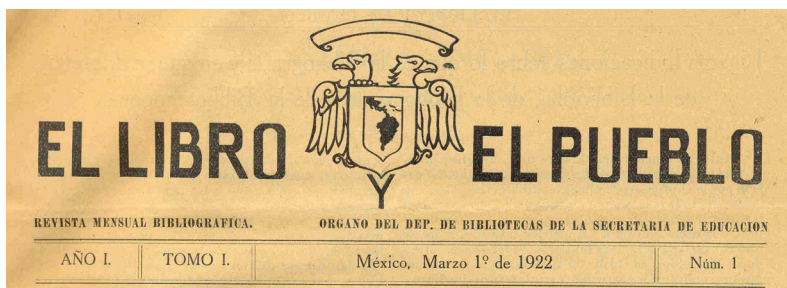 EL LIBRO Y EL PUEBLO
REVISTA MENSUAL BIBLIOGRAFICA. ORGANO DEL DEP. DE BIBLIOTECAS DE LA SECRETARIA DE EDUCACION
AÑO I. TOMO I. México, Marzo 1º de 1922 Núm. 1